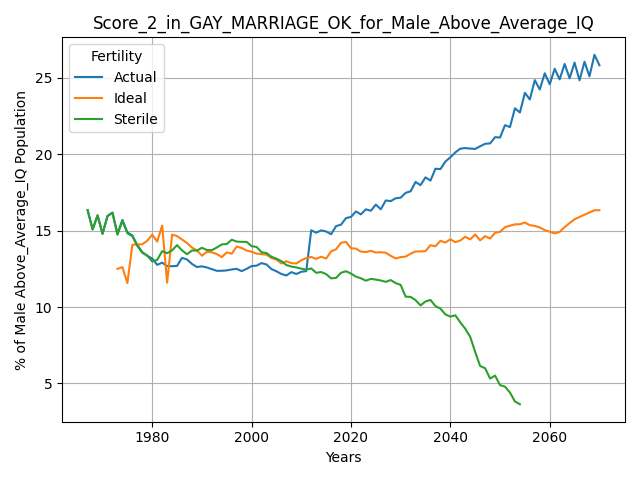 Score_2_in_GAY_MARRIAGE_OK_for_Male_Above_Average_IQ
Fertility
Actual
Ideal
Sterile
% of Male Above_Average_IQ Population
25
20
15
10
5
1980 2000 2020 2040 2060
Years